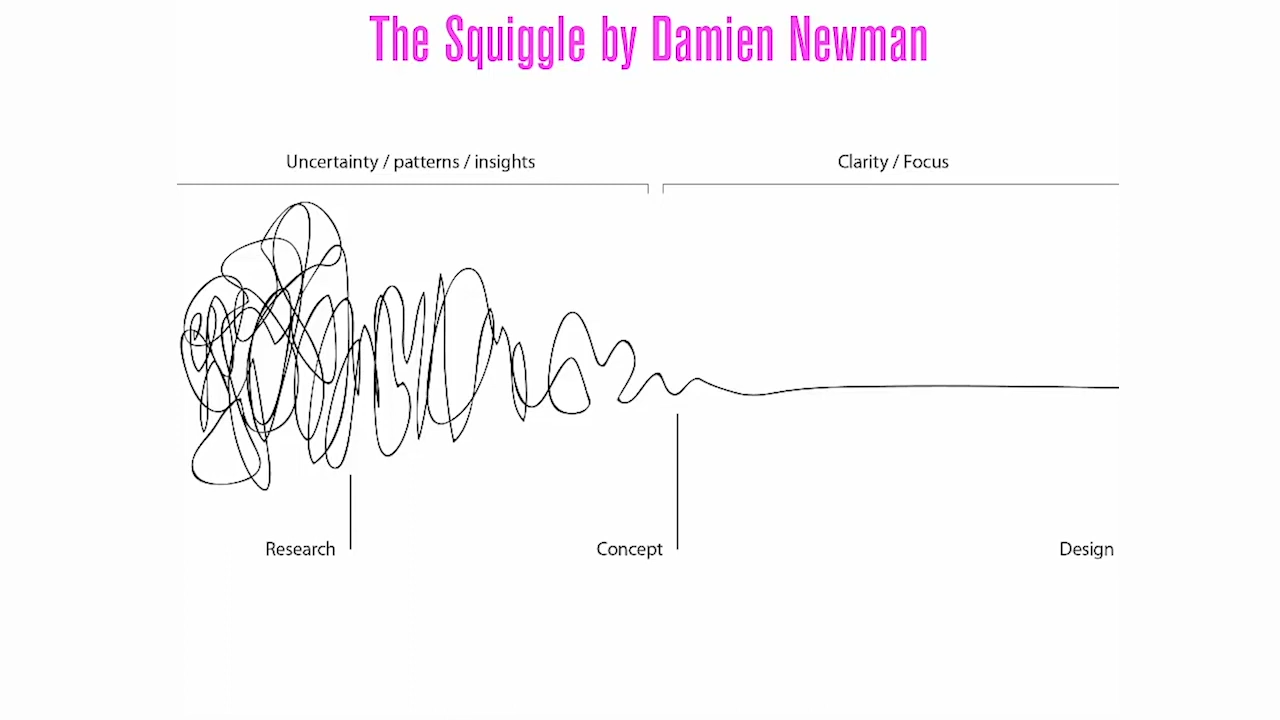 The Squiggle by Damien Newman
Uncertainty / patterns / insights
Clarity / Focus
Research
Concept
Design